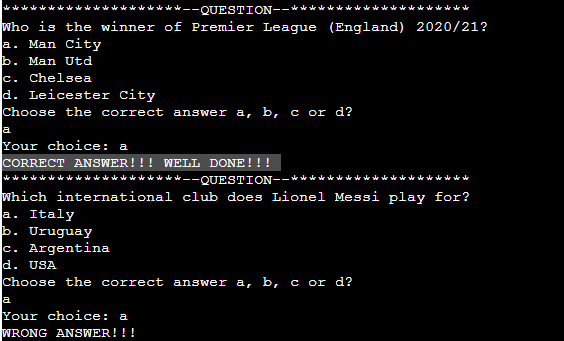 ********************--QUESTION--********************
Who is the winner of Premier League (England) 2020/21?
a. Man City
b. Man Utd
c. Chelsea
d. Leicester City
Choose the correct answer a, b, c or d?
a
Your choice: a
CORRECT ANSWER!!! WELL DONE!!!
********************--QUESTION--********************
Which international club does Lionel Messi play for?
a. Italy
b. Uruguay
c. Argentina
d. USA
Choose the correct answer a, b, c or d?
a
Your choice: a
WRONG ANSWER!!!